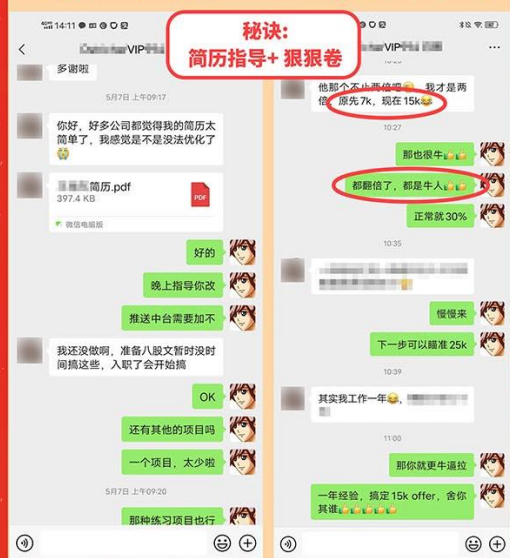 秘诀:
简历指导+ 狠狠卷
14:11
VIP
多谢啦
5月7日 上午09:17
你好，好多公司都觉得我的简历太
简单了，我感觉是不是没法优化了
简历.pdf
397.4 KB
PDF
微信电脑版
好的
晚上指导你改
推送中台需要加不
我还没做啊，准备八股文暂时没时
间搞这些，入职了会开始搞
OK
还有其他的项目吗
一个项目，太少啦
5月7日 上午09:20
那种练习项目也行
VIP
他那个不止两倍吧
我才是两
倍，原先7k，现在15k
10:27
那也很牛
都翻倍了，都是牛人
正常就30%
10:35
慢慢来
下一步可以瞄准25k
10:39
其实我工作一年
11:00
那你就更牛逼拉
一年经验，搞定15k offer，舍你
其谁